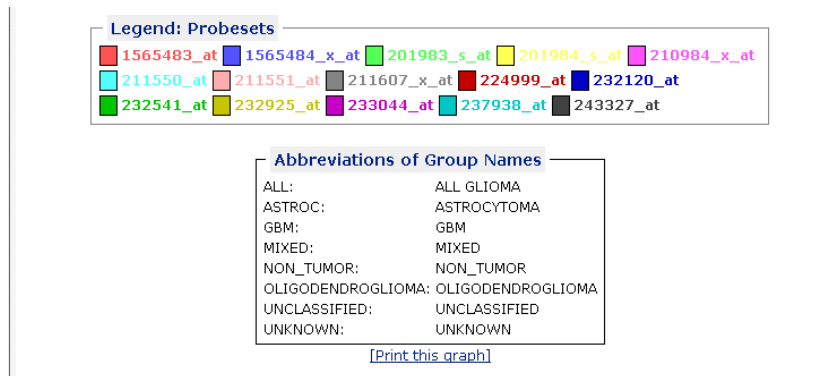 Legend: Probesets
1565483_at 1565484_x_at 201983_s_at 201984_s_at 210984_x_at
211550_at 211551_at 211607_x_at 224999_at 232120_at
232541_at 232925_at 233044_at 237938_at 243327_at
Abbreviations of Group Names
ALL: ALL GLIOMA
ASTROC: ASTROCYTOMA
GBM: GBM
MIXED: MIXED
NON_TUMOR: NON_TUMOR
OLIGODENDROGLIOMA: OLIGODENDROGLIOMA
UNCLASSIFIED: UNCLASSIFIED
UNKNOWN: UNKNOWN
[Print this graph]